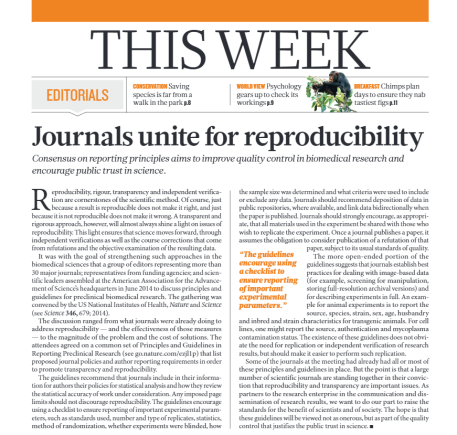 THIS WEEK
EDITORIALS
CONSERVATION Saving
species is far from a
walk in the park p.8
WORLD VIEW Psychology
gears up to check its
workings p.9
BREAKFAST Chimps plan
days to ensure they nab
tastiest figs p.11
Journals unite for reproducibility
Consensus on reporting principles aims to improve quality control in biomedical research and
encourage public trust in science.
Reproducibility, rigour, transparency and independent verifica-
tion are cornerstones of the scientific method. Of course, just
because a result is reproducible does not make it right, and just
because it is not reproducible does not make it wrong. A transparent and
rigorous approach, however, will almost always shine a light on issues of
reproducibility. This light ensures that science moves forward, through
independent verifications as well as the course corrections that come
from refutations and the objective examination of the resulting data.
It was with the goal of strengthening such approaches in the
biomedical sciences that a group of editors representing more than
30 major journals; representatives from funding agencies; and scien-
tific leaders assembled at the American Association for the Advance-
ment of Science's headquarters in June 2014 to discuss principles and
guidelines for preclinical biomedical research. The gathering was
convened by the US National Institutes of Health, Nature and Science
(see Science 346, 679; 2014).
The discussion ranged from what journals were already doing to
address reproducibility — and the effectiveness of those measures
— to the magnitude of the problem and the cost of solutions. The
attendees agreed on a common set of Principles and Guidelines in
Reporting Preclinical Research (see go.nature.com/ezjl1p) that list
proposed journal policies and author reporting requirements in order
to promote transparency and reproducibility.
The guidelines recommend that journals include in their informa-
tion for authors their policies for statistical analysis and how they review
the statistical accuracy of work under consideration. Any imposed page
limits should not discourage reproducibility. The guidelines encourage
using a checklist to ensure reporting of important experimental param-
eters, such as standards used, number and type of replicates, statistics,
method of randomization, whether experiments were blinded, how
the sample size was determined and what criteria were used to include
or exclude any data. Journals should recommend deposition of data in
public repositories, where available, and link data bidirectionally when
the paper is published. Journals should strongly encourage, as appropri-
ate, that all materials used in the experiment be shared with those who
wish to replicate the experiment. Once a journal publishes a paper, it
assumes the obligation to consider publication of a refutation of that
paper, subject to its usual standards of quality.
The more open-ended portion of the
guidelines suggests that journals establish best
practices for dealing with image-based data
(for example, screening for manipulation,
storing full-resolution archival versions) and
for describing experiments in full. An exam-
ple for animal experiments is to report the
source, species, strain, sex, age, husbandry
and inbred and strain characteristics for transgenic animals. For cell
lines, one might report the source, authentication and mycoplasma
contamination status. The existence of these guidelines does not obvi-
ate the need for replication or independent verification of research
results, but should make it easier to perform such replication.
Some of the journals at the meeting had already had all or most of
these principles and guidelines in place. But the point is that a large
number of scientific journals are standing together in their convic-
tion that reproducibility and transparency are important issues. As
partners to the research enterprise in the communication and dis-
semination of research results, we want to do our part to raise the
standards for the benefit of scientists and of society. The hope is that
these guidelines will be viewed not as onerous, but as part of the quality
control that justifies the public trust in science. ■
"The guidelines
encourage using
a checklist to
ensure reporting
of important
experimental
parameters."